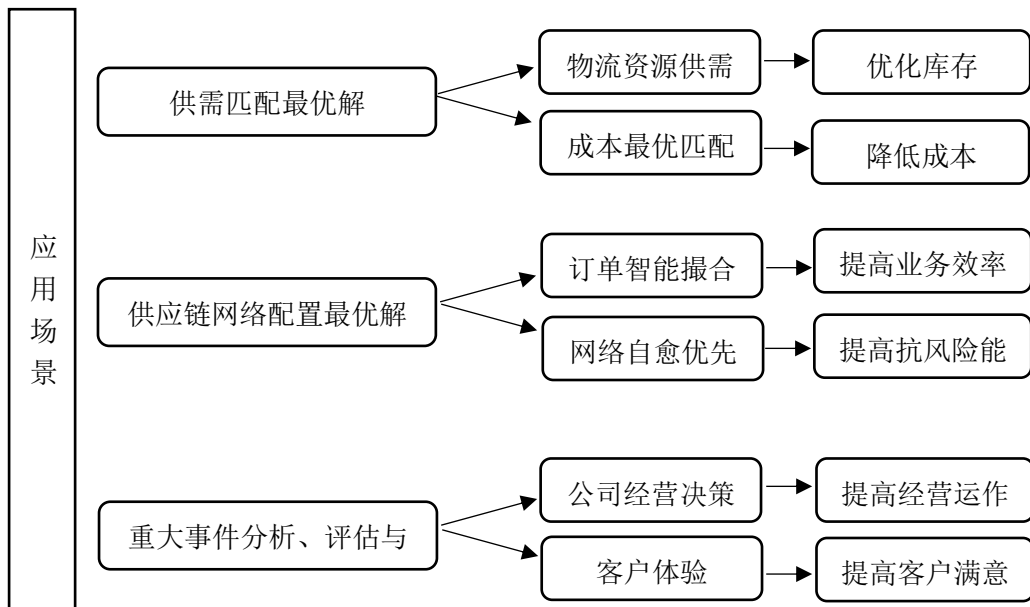 应用场景
供需匹配最优解
物流资源供需
优化库存
成本最优匹配
降低成本
供应链网络配置最优解
订单智能撮合
提高业务效率
网络自愈优先
提高抗风险能
重大事件分析、评估与
公司经营决策
提高经营运作
客户体验
提高客户满意